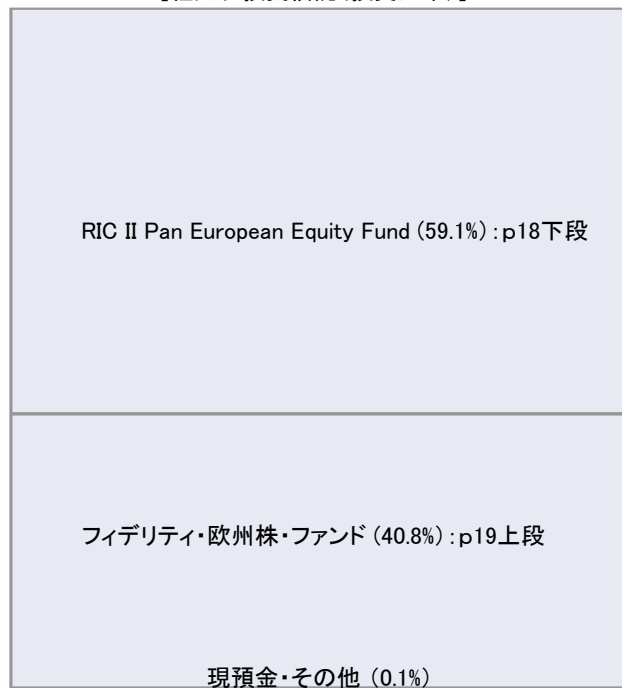 RIC II Pan European Equity Fund (59.1%) : p18下段
フィデリティ・欧州株・ファンド (40.8%) : p19上段
現預金・その他 (0.1%)